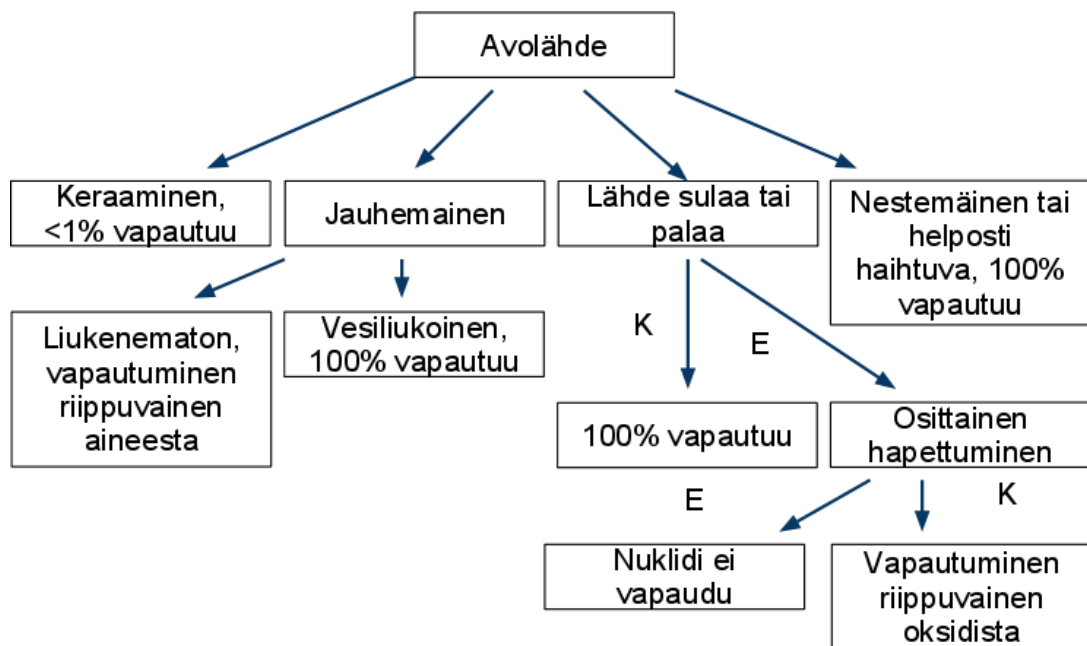 Avolähde
Keraaminen,
<1% vapautuu
Jauhemainen
Lähde sulaa tai
palaa
Nestemäinen tai
helposti
haihtuva, 100%
vapautuu
Liukenematon,
vapautuminen
riippuvainen
aineesta
Vesiliukoinen,
100% vapautuu
K
E
100% vapautuu
Osittainen
hapettuminen
E
K
Nuklidi ei
vapaudu
Vapautuminen
riippuvainen
oksidista